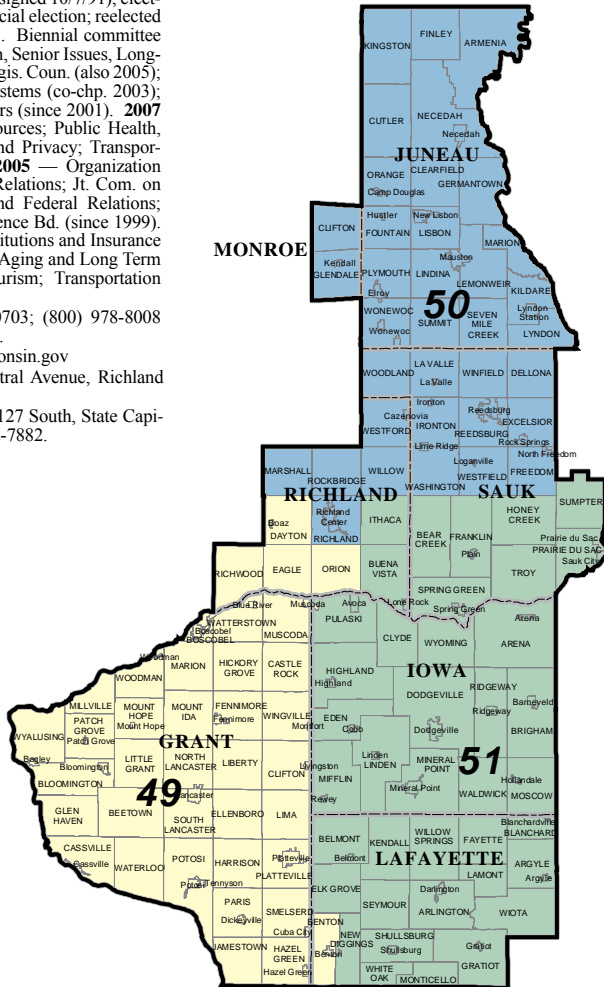 signed 10/7/91); elect-
cial election; reelected
. Biennial committee
n, Senior Issues, Long-
gis. Coun. (also 2005);
stems (co-chp. 2003);
rs (since 2001). 2007
ources; Public Health,
nd Privacy; Transpor-
2005 — Organization
Relations; Jt. Com. on
nd Federal Relations;
ence Bd. (since 1999).
titutions and Insurance
Aging and Long Term
urism; Transportation
0703; (800) 978-8008
.
onsin.gov
tral Avenue, Richland
127 South, State Capi-
-7882.
KINGSTON
FINLEY
ARMENIA
CUTLER
NECEDAH
Necedah
JUNEAU
ORANGE
CLEARFIELD
GERMANTOWN
Camp Douglas
Hustler
New Lisbon
CLIFTON
FOUNTAIN
LISBON
MONROE
MARION
Kendall
GLENDALE
PLYMOUTH
LINDINA
Mauston
LEMONWEIR
Elroy
50
KILDARE
WONEWOC
Wonewoc
SUMMIT
SEVEN
MILE
CREEK
Lyndon
Station
LYNDON
WOODLAND
LA VALLE
La Valle
WINFIELD
DELLONA
Ironton
Cazenovia
IRONTON
Reedsburg
EXCELSIOR
WESTFORD
REEDSBURG
Lime Ridge
Rock Springs
North Freedom
MARSHALL
ROCKBRIDGE
WILLOW
Loganville
WASHINGTON
WESTFIELD
FREEDOM
RICHLAND
SAUK
SUMPTER
Boaz
DAYTON
Richland
Center
RICHLAND
ITHACA
HONEY
CREEK
BEAR
CREEK
FRANKLIN
Plain
Prairie du Sac
PRAIRIE DU SAC
Sauk City
RICHWOOD
EAGLE
ORION
BUENA
VISTA
TROY
SPRING GREEN
Blue River
Muscoda
Avoca
Lone Rock
Spring Green
Arena
WATTERSTOWN
Boscobel
BOSCOBEL
MUSCODA
PULASKI
CLYDE
WYOMING
ARENA
Woodman
WOODMAN
MARION
HICKORY
GROVE
CASTLE
ROCK
HIGHLAND
Highland
IOWA
DODGEVILLE
RIDGEWAY
Ridgeway
Barneveld
BRIGHAM
MILLVILLE
MOUNT
HOPE
Mount Hope
MOUNT
IDA
FENNIMORE
Fennimore
WINGVILLE
Montfort
EDEN
Cobb
Dodgeville
WYALUSING
PATCH
GROVE
Patch Grove
GRANT
Bagley
Bloomington
BLOOMINGTON
LITTLE
GRANT
NORTH
LANCASTER
LIBERTY
CLIFTON
Livingston
MIFFLIN
Linden
LINDEN
MINERAL
POINT
51
Hollandale
49
Lancaster
Rewey
Mineral Point
WALDWICK
MOSCOW
GLEN
HAVEN
BEETOWN
SOUTH
LANCASTER
ELLENBORO
LIMA
Blanchardville
BLANCHARD
CASSVILLE
Cassville
WATERLOO
POTOSI
Potosi
Tennyson
HARRISON
Platteville
PLATTEVILLE
BELMONT
Belmont
KENDALL
WILLOW
SPRINGS
FAYETTE
LAFAYETTE
LAMONT
ARGYLE
Argyle
ELK GROVE
Darlington
PARIS
Dickeyville
SMELSER
Cuba City
BENTON
Benton
NEW
DIGGINGS
SEYMOUR
ARLINGTON
WIOTA
SHULLSBURG
Shullsburg
Gratiot
GRATIOT
JAMESTOWN
HAZEL
GREEN
Hazel Green
WHITE
OAK
MONTICELLO